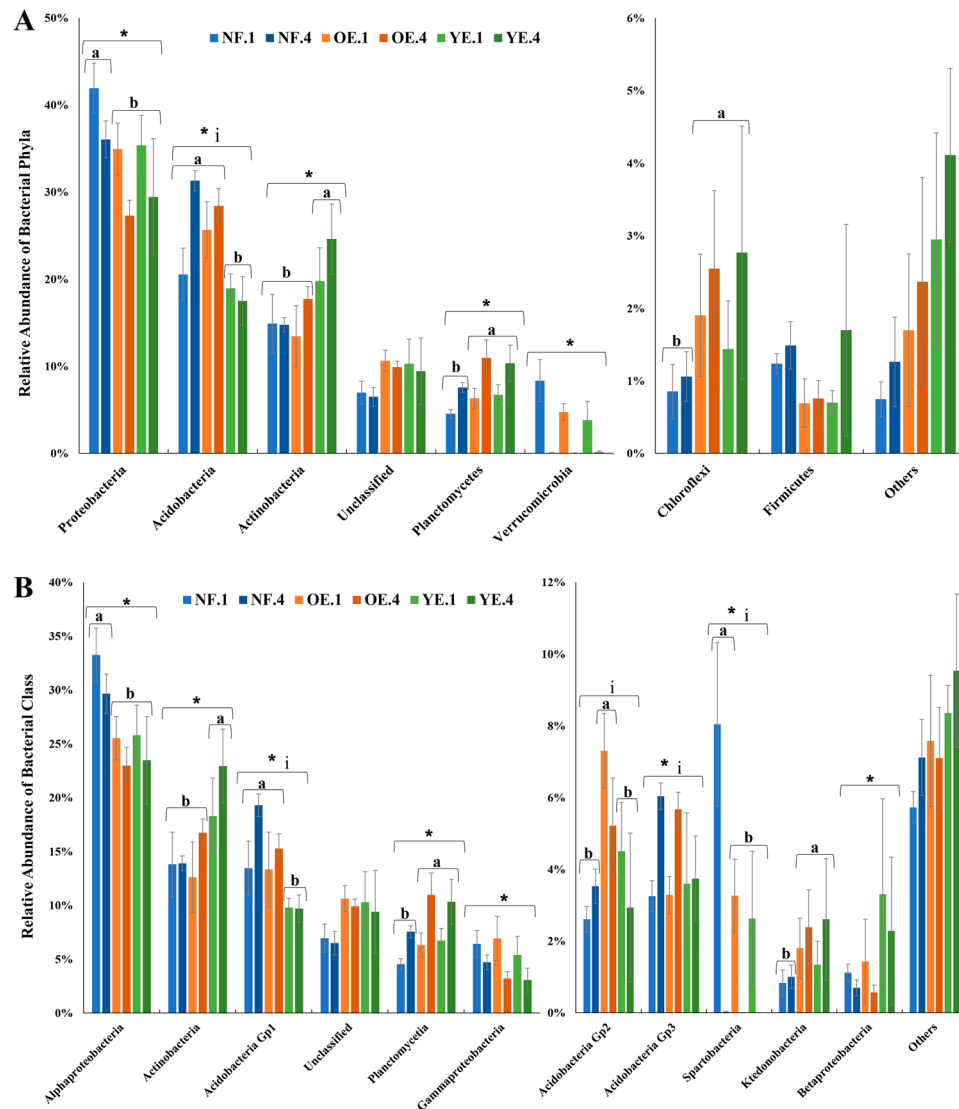 A
NF.1 NF.4 OE.1 OE.4 YE.1 YE.4
Relative Abundance of Bacterial Phyla
50%
40%
30%
20%
10%
0%
*
a
b
* i
a
b
*
b
a
*
b
a
*
Proteobacteria
Acidobacteria
Actinobacteria
Unclassified
Planctomycetes
Verrucomicrobia
6%
5%
4%
3%
2%
1%
0%
b
a
Chloroflexi
Firmicutes
Others
B
NF.1 NF.4 OE.1 OE.4 YE.1 YE.4
Relative Abundance of Bacterial Class
40%
35%
30%
25%
20%
15%
10%
5%
0%
*
a
b
*
b
a
* i
a
b
*
b
a
*
Alphaproteobacteria
Actinobacteria
Acidobacteria Gp1
Unclassified
Planctomycetia
Gammaproteobacteria
12%
10%
8%
6%
4%
2%
0%
i
b
a
b
* i
* i
a
b
b
a
*
Acidobacteria Gp2
Acidobacteria Gp3
Spartobacteria
Ktedonobacteria
Betaproteobacteria
Others